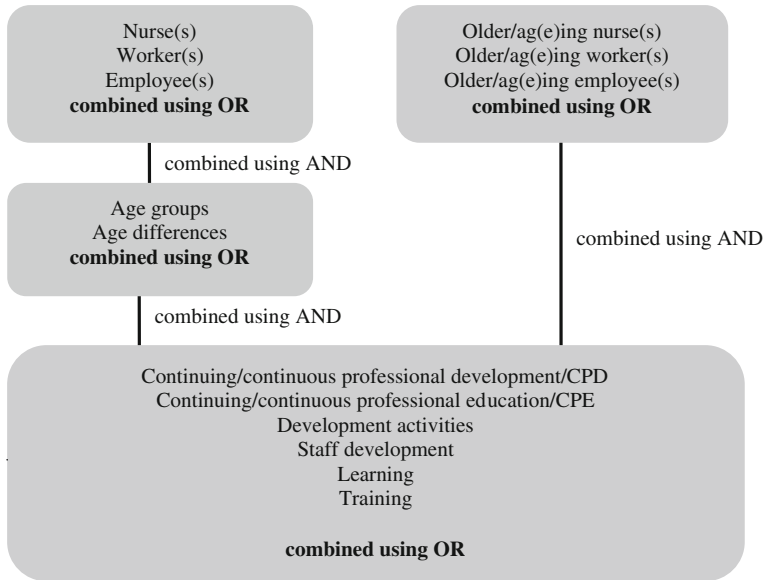 Nurse(s)
Worker(s)
Employee(s)
combined using OR
Older/ag(e)ing nurse(s)
Older/ag(e)ing worker(s)
Older/ag(e)ing employee(s)
combined using OR
combined using AND
Age groups
Age differences
combined using OR
combined using AND
combined using AND
Continuing/continuous professional development/CPD
Continuing/continuous professional education/CPE
Development activities
Staff development
Learning
Training
combined using OR